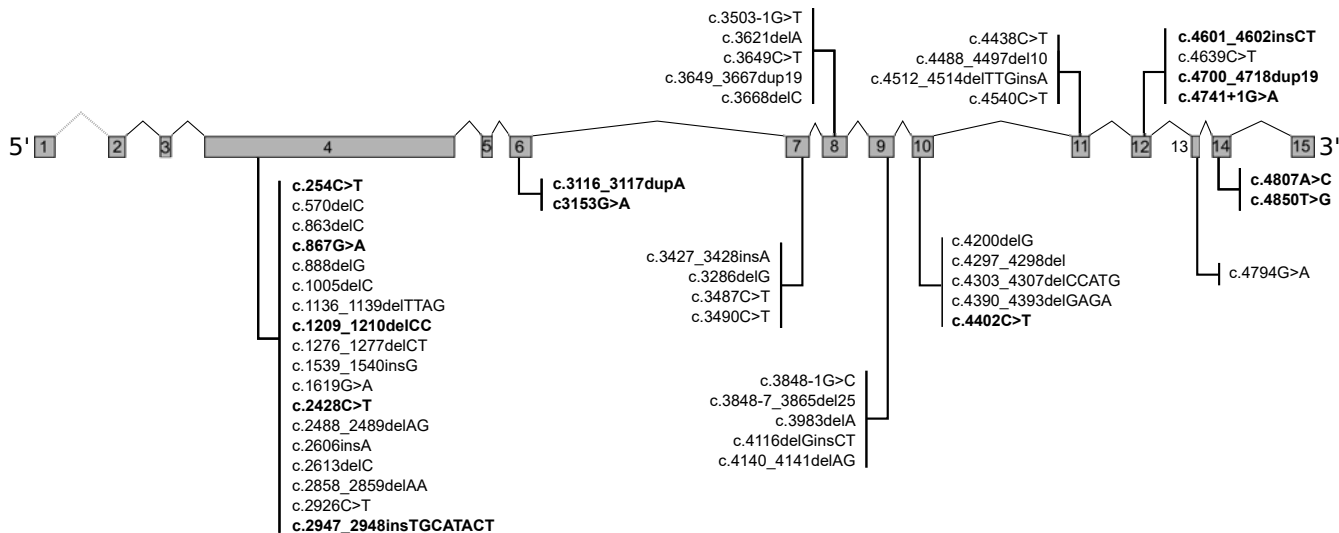 c.3503-1G>T
c.3621delA
c.3649C>T
c.3649_3667dup19
c.3668delC
c.4438C>T
c.4488_4497del10
c.4512_4514delTTGinsA
c.4540C>T
c.4601_4602insCT
c.4639C>T
c.4700_4718dup19
c.4741+1G>A
5' 1 2 3 4 5 6 7 8 9 10 11 12 13 14 15 3'
c.254C>T
c.570delC
c.863delC
c.867G>A
c.888delG
c.1005delC
c.1136_1139delTTAG
c.1209_1210delCC
c.1276_1277delCT
c.1539_1540insG
c.1619G>A
c.2428C>T
c.2488_2489delAG
c.2606insA
c.2613delC
c.2858_2859delAA
c.2926C>T
c.2947_2948insTGCATACT
c.3116_3117dupA
c3153G>A
c.3427_3428insA
c.3286delG
c.3487C>T
c.3490C>T
c.3848-1G>C
c.3848-7_3865del25
c.3983delA
c.4116delGinsCT
c.4140_4141delAG
c.4200delG
c.4297_4298del
c.4303_4307delCCATG
c.4390_4393delGAGA
c.4402C>T
c.4794G>A
c.4807A>C
c.4850T>G